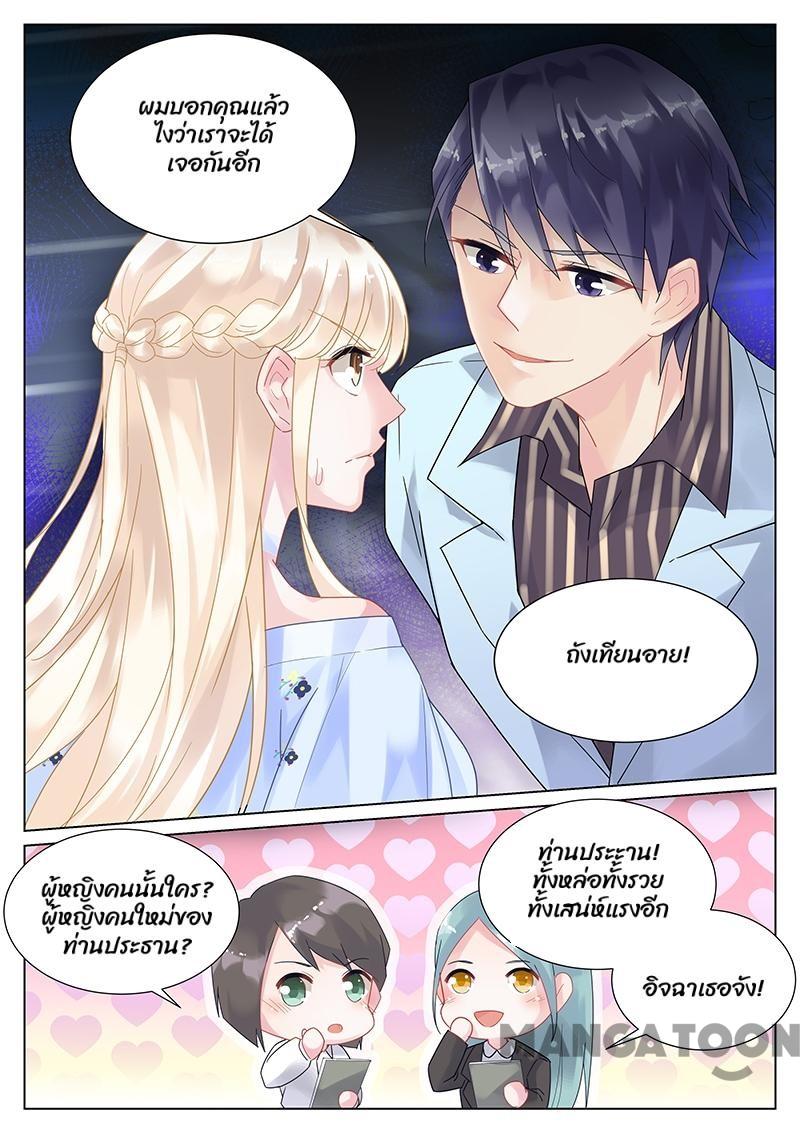 ผมบอกคุณแล้ว
ไงว่าเราจะได้
เจอกันอีก
ถังเทียนอาย!
ผู้หญิงคนนั้นใคร?
ผู้หญิงคนใหม่ของ
ท่านประธาน?
ท่านประะาน!
ทั้งหล่อทั้งรวย
ทั้งเสน่ห์แรงอีก
อิจฉาเธอจัง!
MANGATOON